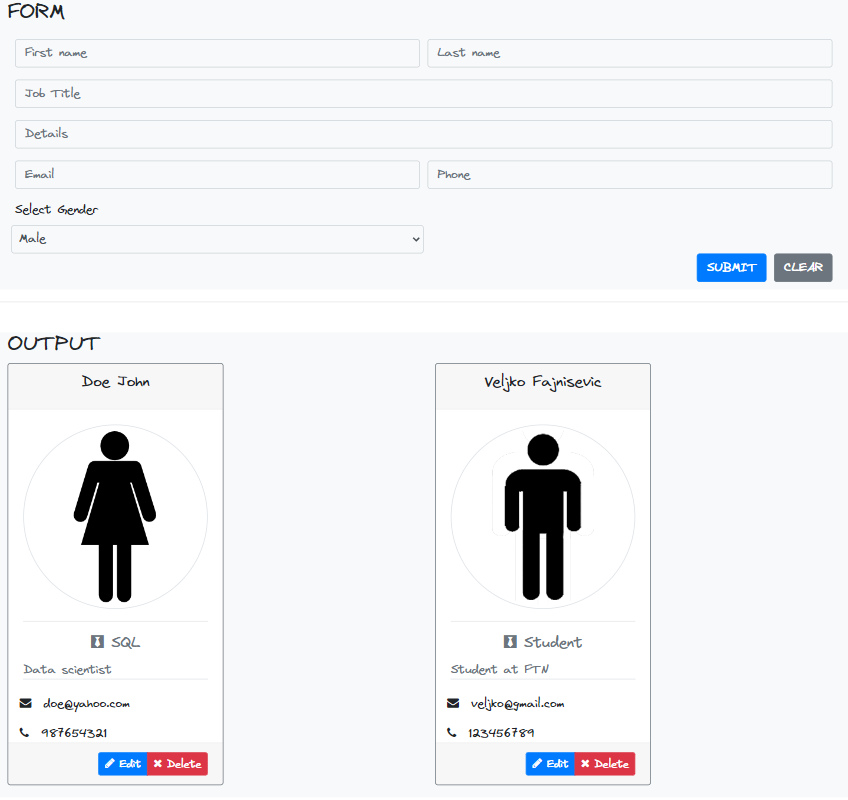 FORM
First name Last name
Job Title
Details
Email Phone
Select Gender
Male
SUBMIT CLEAR
OUTPUT
Doe John
SQL
Data scientist
doe@yahoo.com
987654321
Edit Delete
Veljko Fajnisevic
Student
Student at FTN
veljko@gmail.com
123456789
Edit Delete